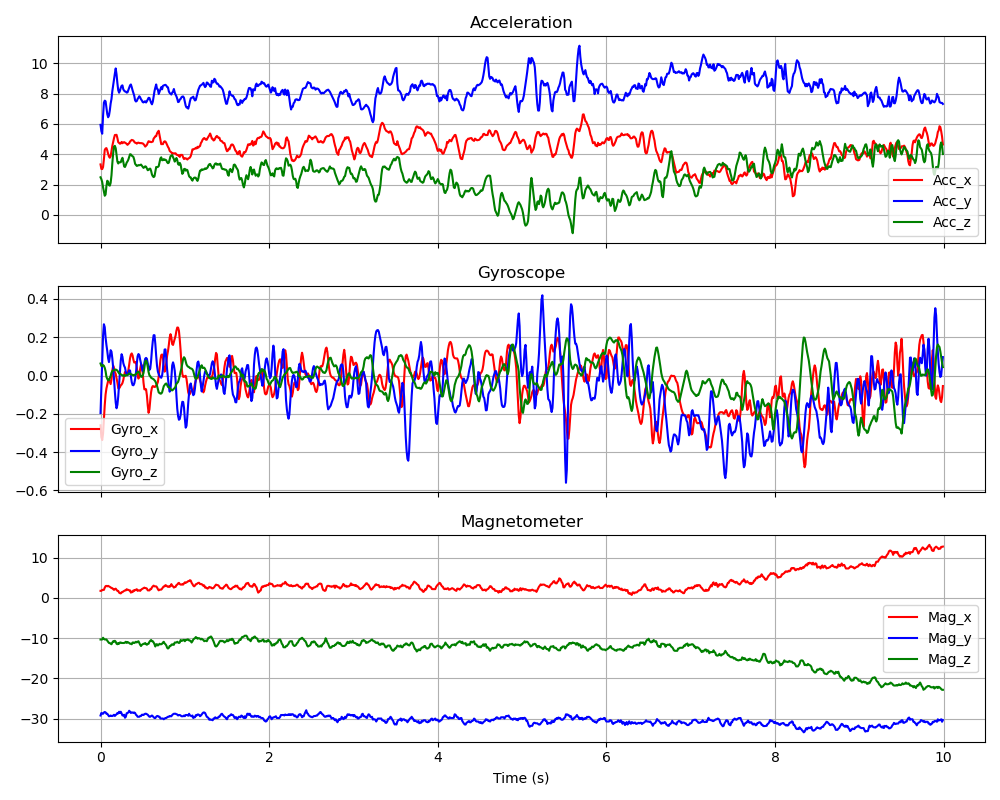 Acceleration
10
8
6
4
2
0
Acc_x
Acc_y
Acc_z
Gyroscope
0.4
0.2
0.0
−0.2
−0.4
−0.6
Gyro_x
Gyro_y
Gyro_z
Magnetometer
10
0
−10
−20
−30
Mag_x
Mag_y
Mag_z
0 2 4 6 8 10
Time (s)